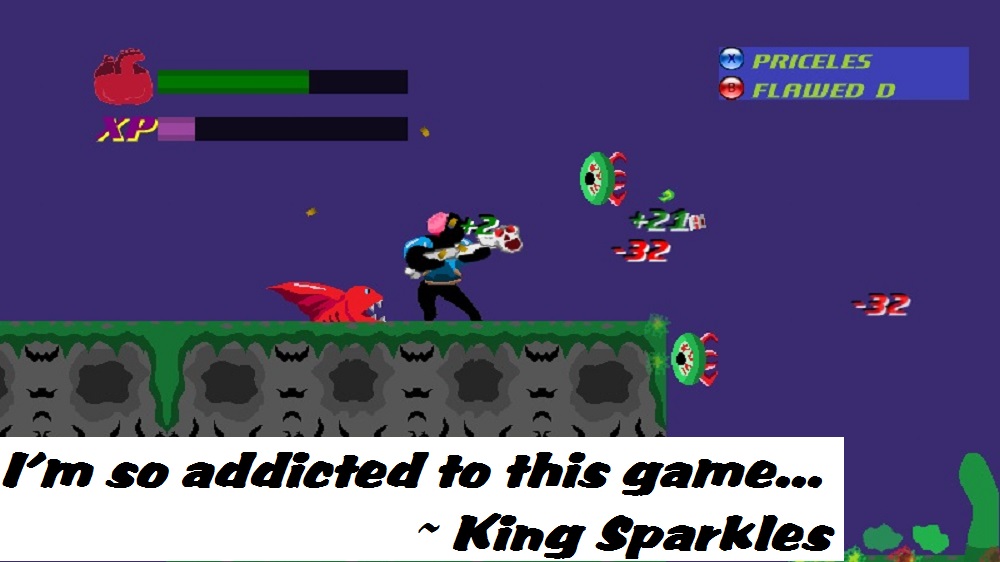 X PRICELES
XP
B FLAWED D
+2
+21
-32
-32
I'm so addicted to this game...
~ King Sparkles